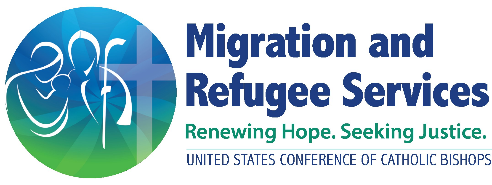 Migration and
Refugee Services
Renewing Hope. Seeking Justice.
UNITED STATES CONFERENCE OF CATHOLIC BISHOPS